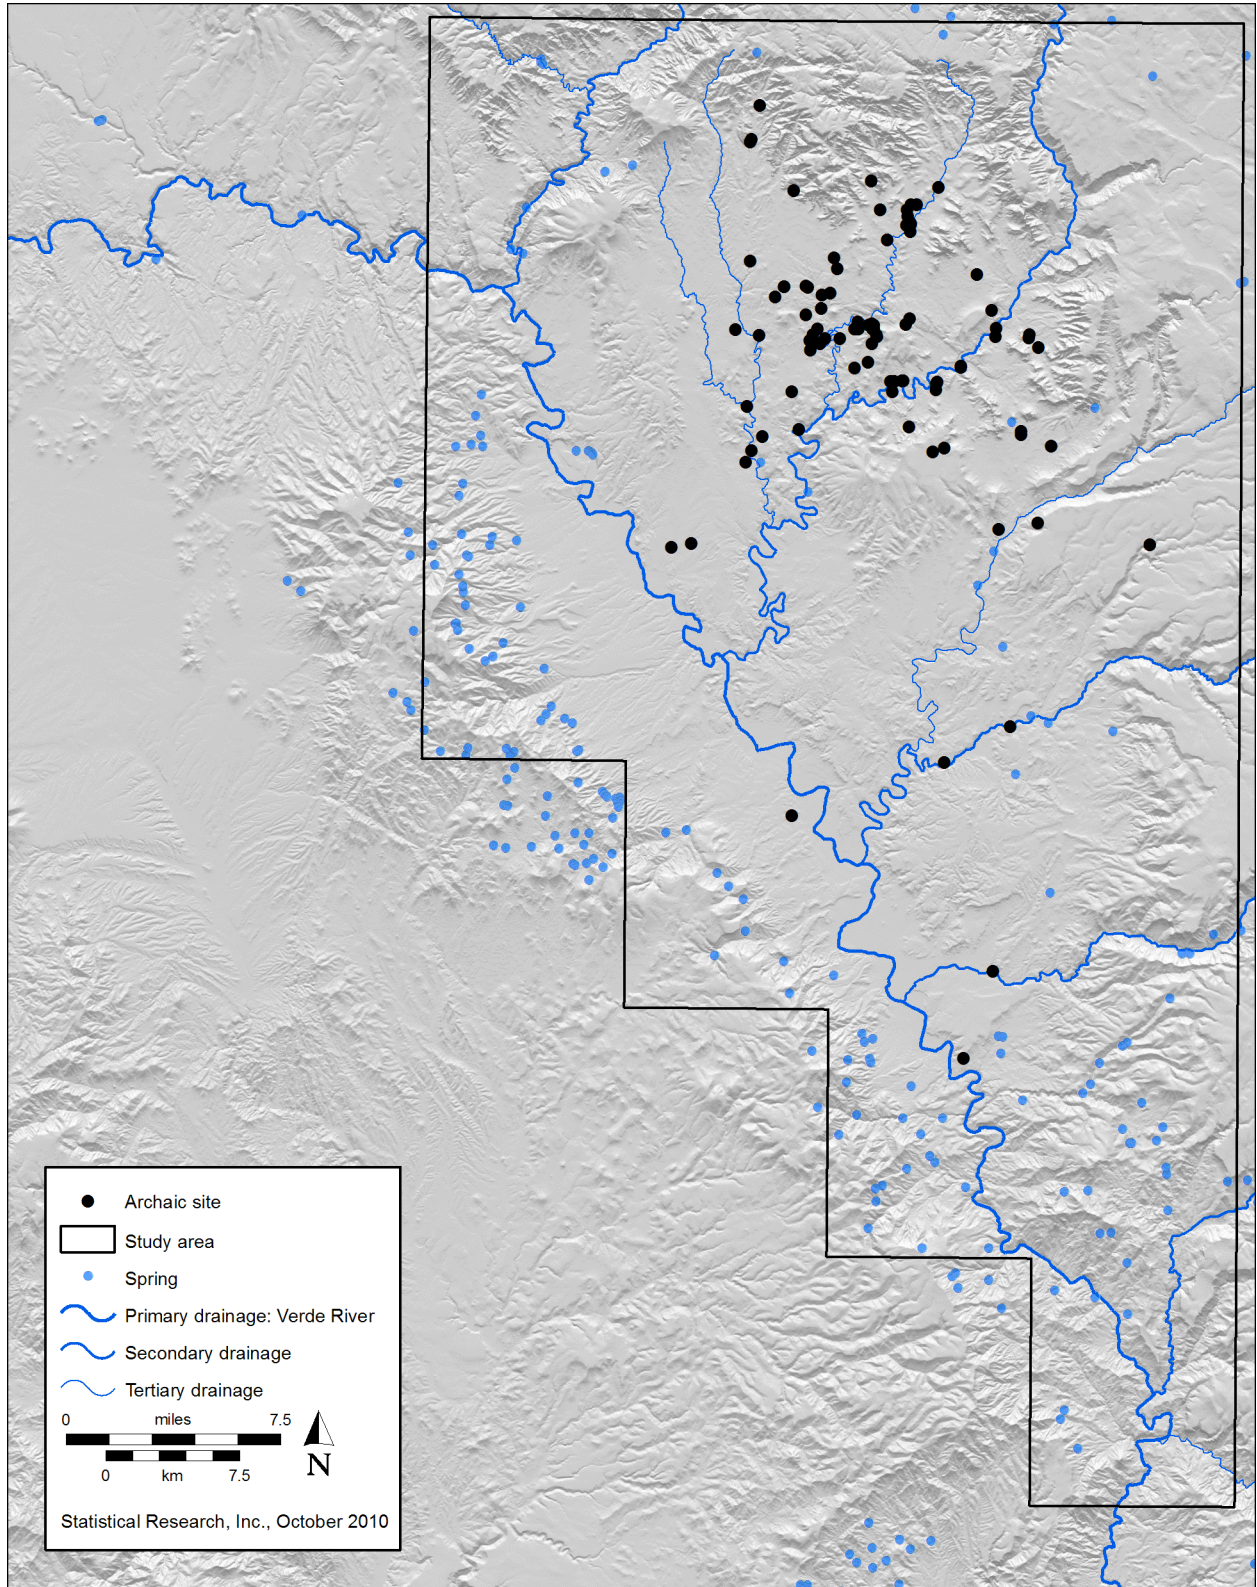 Archaic site
Study area
Spring
Primary drainage: Verde River
Secondary drainage
Tertiary drainage
0 miles 7.5
0 km 7.5
N
Statistical Research, Inc., October 2010